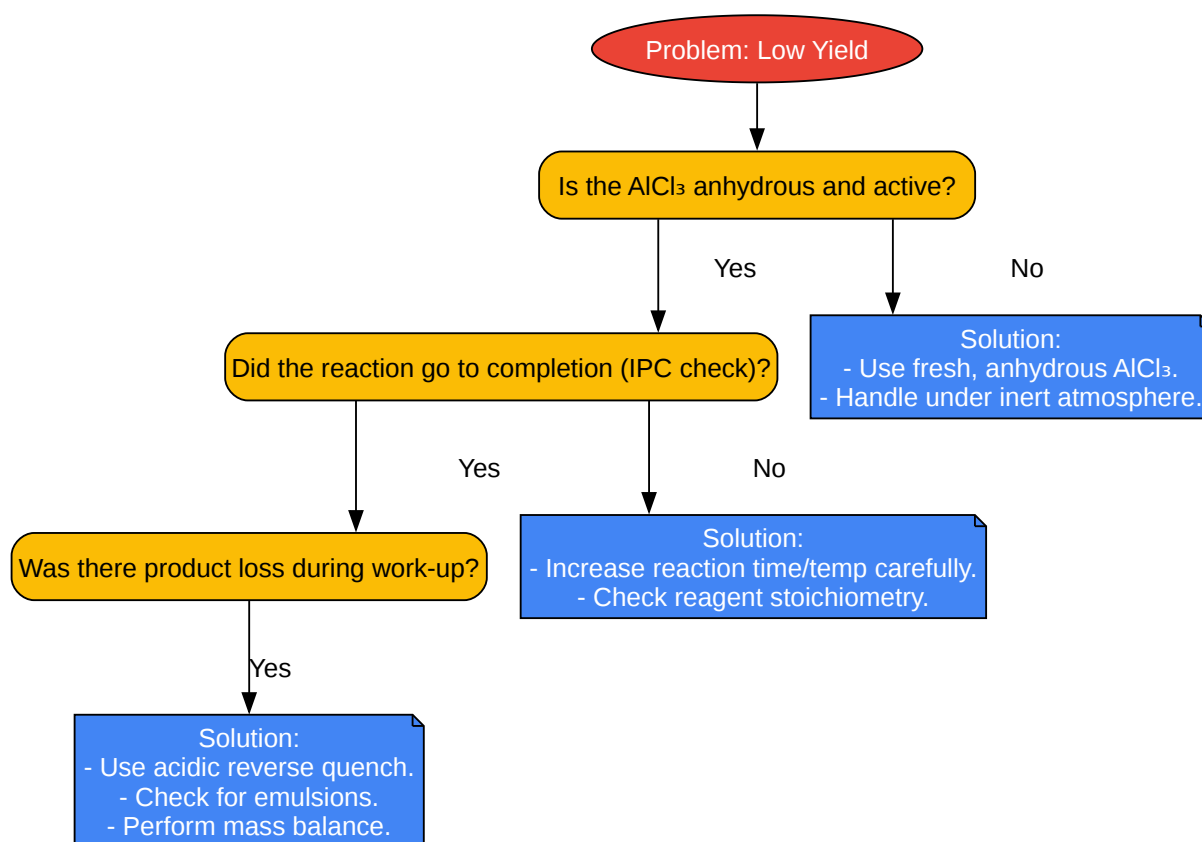 Problem: Low Yield
Is the AlCl₃ anhydrous and active?
Yes
No
Solution:
- Use fresh, anhydrous AlCl₃.
- Handle under inert atmosphere.
Did the reaction go to completion (IPC check)?
Yes
No
Solution:
- Increase reaction time/temp carefully.
- Check reagent stoichiometry.
Was there product loss during work-up?
Yes
Solution:
- Use acidic reverse quench.
- Check for emulsions.
- Perform mass balance.